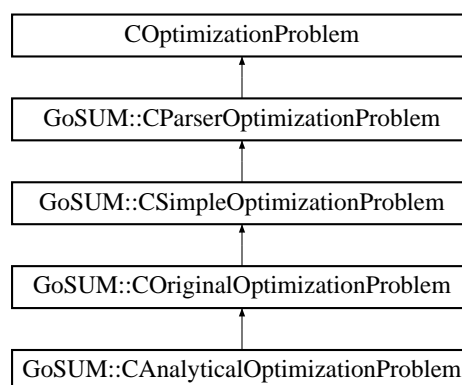 COptimizationProblem
GoSUM::CParserOptimizationProblem
GoSUM::CSimpleOptimizationProblem
GoSUM::COriginalOptimizationProblem
GoSUM::CAnalyticalOptimizationProblem